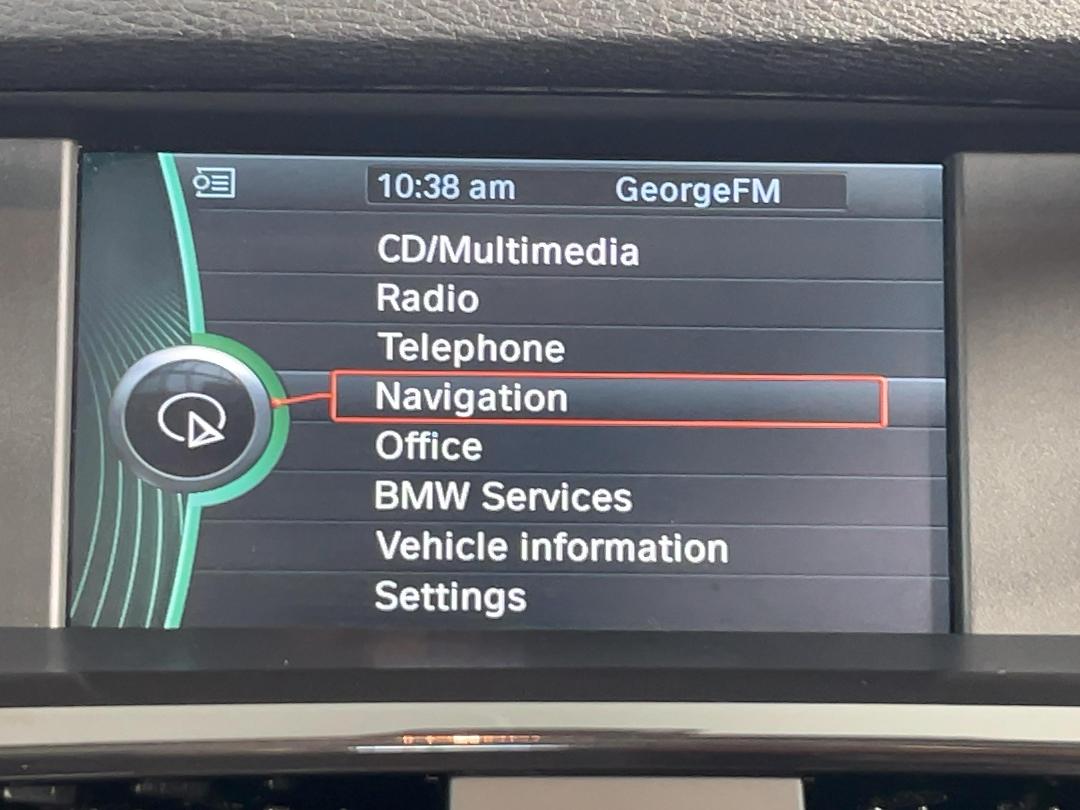 10:38 am GeorgeFM
CD/Multimedia
Radio
Telephone
Navigation
Office
BMW Services
Vehicle information
Settings